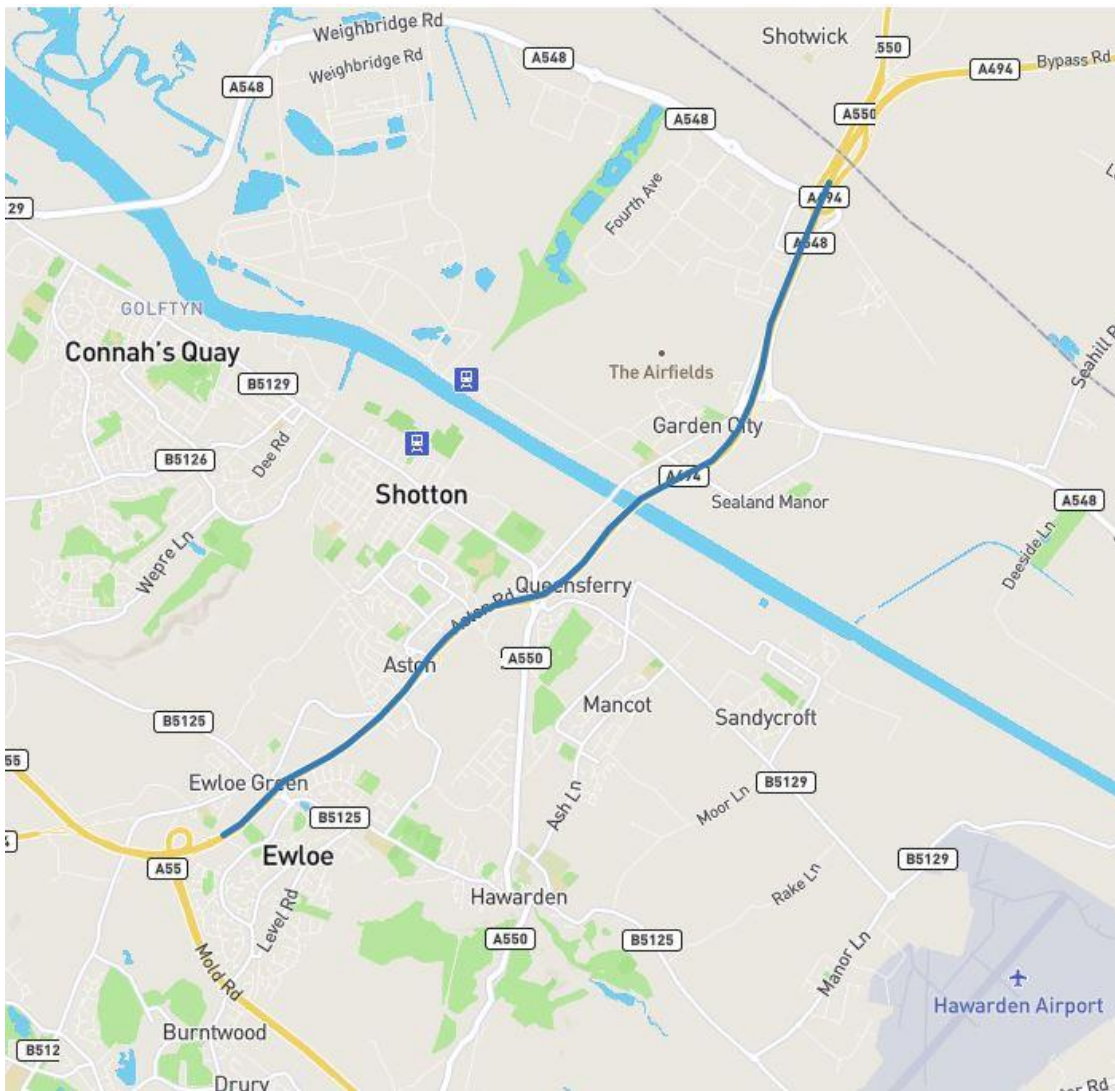 Weighbridge Rd
Shotwick
A550
Weighbridge Rd
A548
A494
Bypass Rd
A548
A548
A550
Fourth Ave
A494
29
A548
GOLFTYN
Connah's Quay
The Airfields
Seahill R
B5129
Garden City
B5126
Dee Rd
A494
Shotton
Sealand Manor
A548
Wepre Ln
Deeside Ln
Queensferry
Aston Rd
Aston
A550
Mancot
Sandycroft
B5125
55
Ewloe Green
B5129
Ash Ln
Moor Ln
B5125
Ewloe
A55
B5129
Hawarden
Rake Ln
Level Rd
A550
B5125
Manor Ln
Mold Rd
Hawarden Airport
Burntwood
B512
Drury